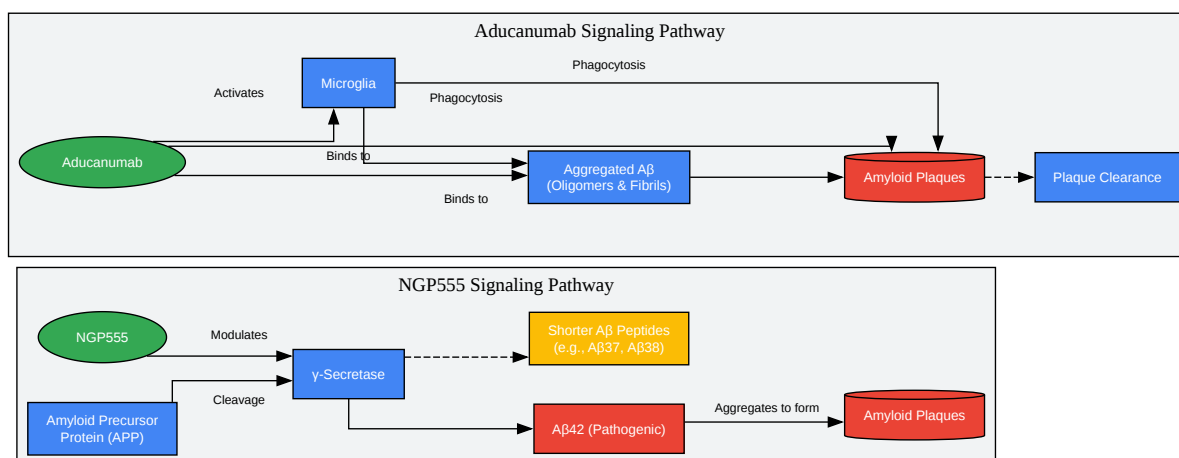 Aducanumab Signaling Pathway
Phagocytosis
Microglia
Activates
Phagocytosis
Aducanumab
Binds to
Aggregated Aβ
(Oligomers & Fibrils)
Amyloid Plaques
Plaque Clearance
Binds to
NGP555 Signaling Pathway
NGP555
Modulates
Shorter Aβ Peptides
(e.g., Aβ37, Aβ38)
γ-Secretase
Cleavage
Amyloid Precursor
Protein (APP)
Aβ42 (Pathogenic)
Aggregates to form
Amyloid Plaques